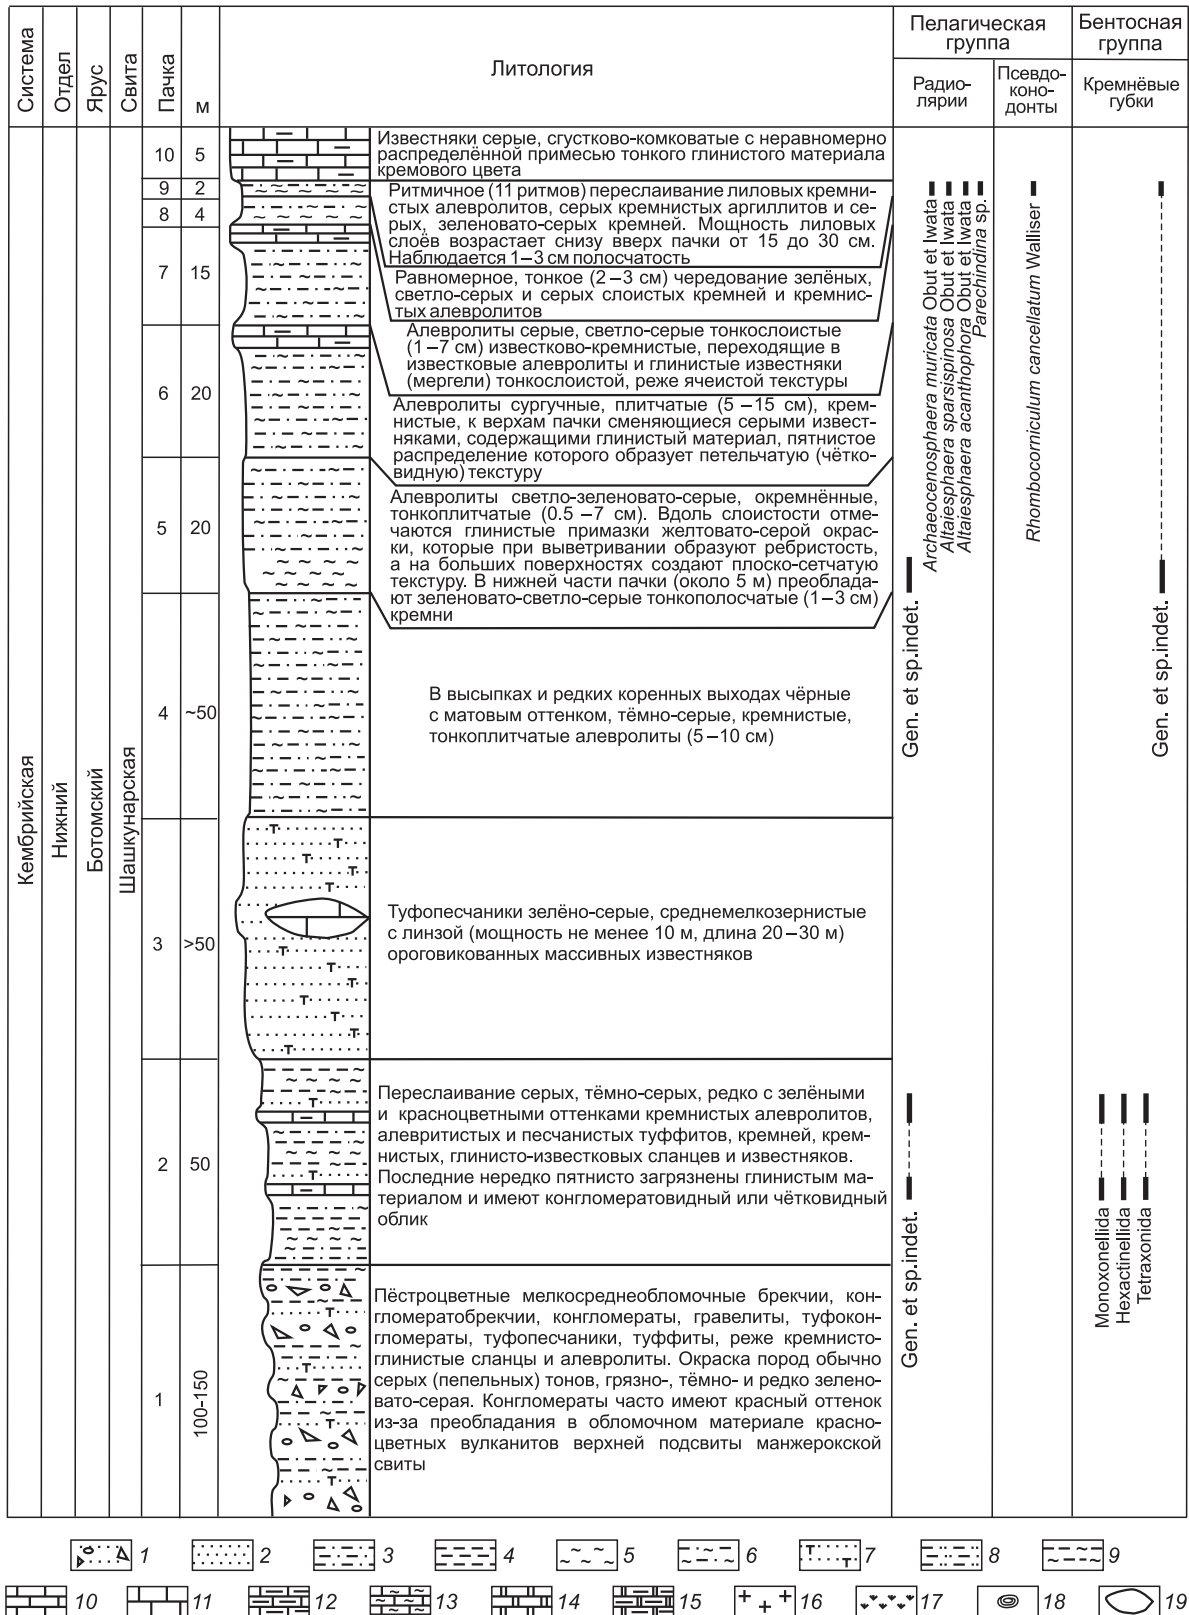 Система
Отдел
Ярус
Свита
Пачка
м
Литология
Пелагическая
группа
Бентосная
группа
Радио-
лярии
Псевдо-
коно-
донты
Кремнёвые
губки
Кембрийская
Нижний
Ботомский
Шашкунарская
10
5
Известняки серые, сгустково-комковатые с неравномерно
распределённой примесью тонкого глинистого материала
кремового цвета
9
2
Ритмичное (11 ритмов) переслаивание лиловых кремни-
стых алевролитов, серых кремнистых аргиллитов и се-
рых, зеленовато-серых кремней. Мощность лиловых
слоёв возрастает снизу вверх пачки от 15 до 30 см.
Наблюдается 1–3 см полосчатость
8
4
Равномерное, тонкое (2–3 см) чередование зелёных,
светло-серых и серых слоистых кремней и кремнис-
тых алевролитов
7
15
Алевролиты серые, светло-серые тонкослоистые
(1–7 см) известково-кремнистые, переходящие в
известковые алевролиты и глинистые известняки
(мергели) тонкослоистой, реже ячеистой текстуры
6
20
Алевролиты сургучные, плитчатые (5–15 см), крем-
нистые, к верхам пачки сменяющиеся серыми извест-
няками, содержащими глинистый материал, пятнистое
распределение которого образует петельчатую (чётко-
видную) текстуру
5
20
Алевролиты светло-зеленовато-серые, окремнённые,
тонкоплитчатые (0.5–7 см). Вдоль слоистости отме-
чаются глинистые примазки желтовато-серой окрас-
ки, которые при выветривании образуют ребристость,
а на больших поверхностях создают плоско-сетчатую
текстуру. В нижней части пачки (около 5 м) преоблада-
ют зеленовато-светло-серые тонкополосчатые (1–3 см)
кремни
4
~50
В высыпках и редких коренных выходах чёрные
с матовым оттенком, тёмно-серые, кремнистые,
тонкоплитчатые алевролиты (5–10 см)
3
>50
Туфопесчаники зелёно-серые, среднемелкозернистые
с линзой (мощность не менее 10 м, длина 20–30 м)
ороговикованных массивных известняков
2
50
Переслаивание серых, тёмно-серых, редко с зелёными
и красноцветными оттенками кремнистых алевролитов,
алевритистых и песчанистых туффитов, кремней, крем-
нистых, глинисто-известковых сланцев и известняков.
Последние нередко пятнисто загрязнены глинистым ма-
териалом и имеют конгломератовидный или чётковидный
облик
1
100-150
Пёстроцветные мелкосреднеобломочные брекчии, кон-
гломератобрекчии, конгломераты, гравелиты, туфокон-
гломераты, туфопесчаники, туффиты, реже кремнисто-
глинистые сланцы и алевролиты. Окраска пород обычно
серых (пепельных) тонов, грязно-, тёмно- и редко зелено-
вато-серая. Конгломераты часто имеют красный оттенок
из-за преобладания в обломочном материале красно-
цветных вулканитов верхней подсвиты манжерокской
свиты
Archaeocenosphaera muricata Obut et Iwata
Altaiesphaera sparsispinosa Obut et Iwata
Altaiesphaera acanthophora Obut et Iwata
Parechindina sp.
Rhombocorniculum cancellatum Walliser
Gen. et sp.indet.
Gen. et sp.indet.
Gen. et sp.indet.
Monoxonellida
Hexactinellida
Tetraxonida
1
2
3
4
5
6
7
8
9
10
11
12
13
14
15
16
17
18
19